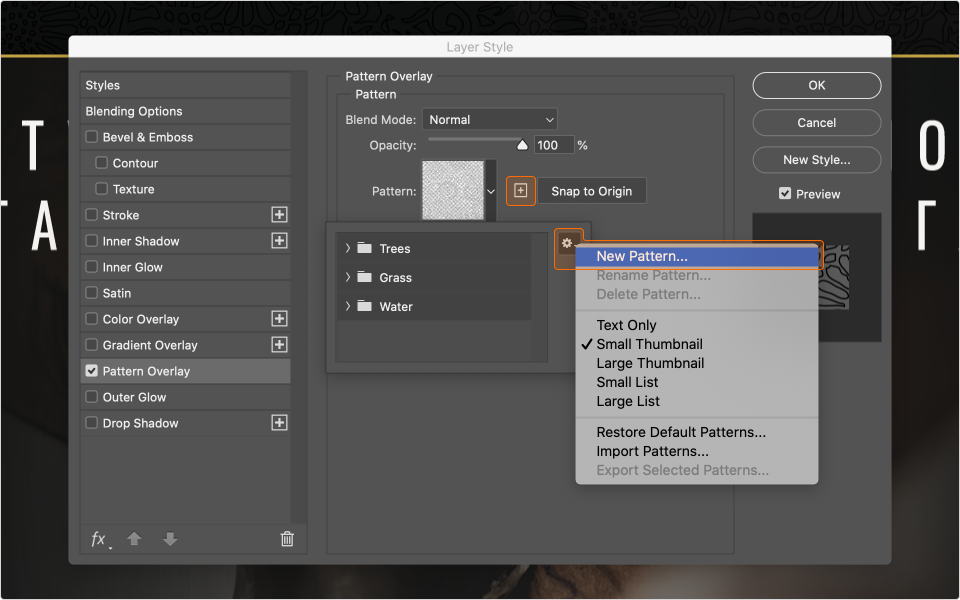 Layer Style
Styles
Blending Options
Bevel & Emboss
Contour
Texture
Stroke
Inner Shadow
Inner Glow
Satin
Color Overlay
Gradient Overlay
Pattern Overlay
Outer Glow
Drop Shadow
fx
Pattern Overlay
Pattern
Blend Mode: Normal
Opacity: 100 %
Pattern: Snap to Origin
Trees
Grass
Water
New Pattern...
Rename Pattern...
Delete Pattern...
Text Only
Small Thumbnail
Large Thumbnail
Small List
Large List
Restore Default Patterns...
Import Patterns...
Export Selected Patterns...
OK
Cancel
New Style...
Preview